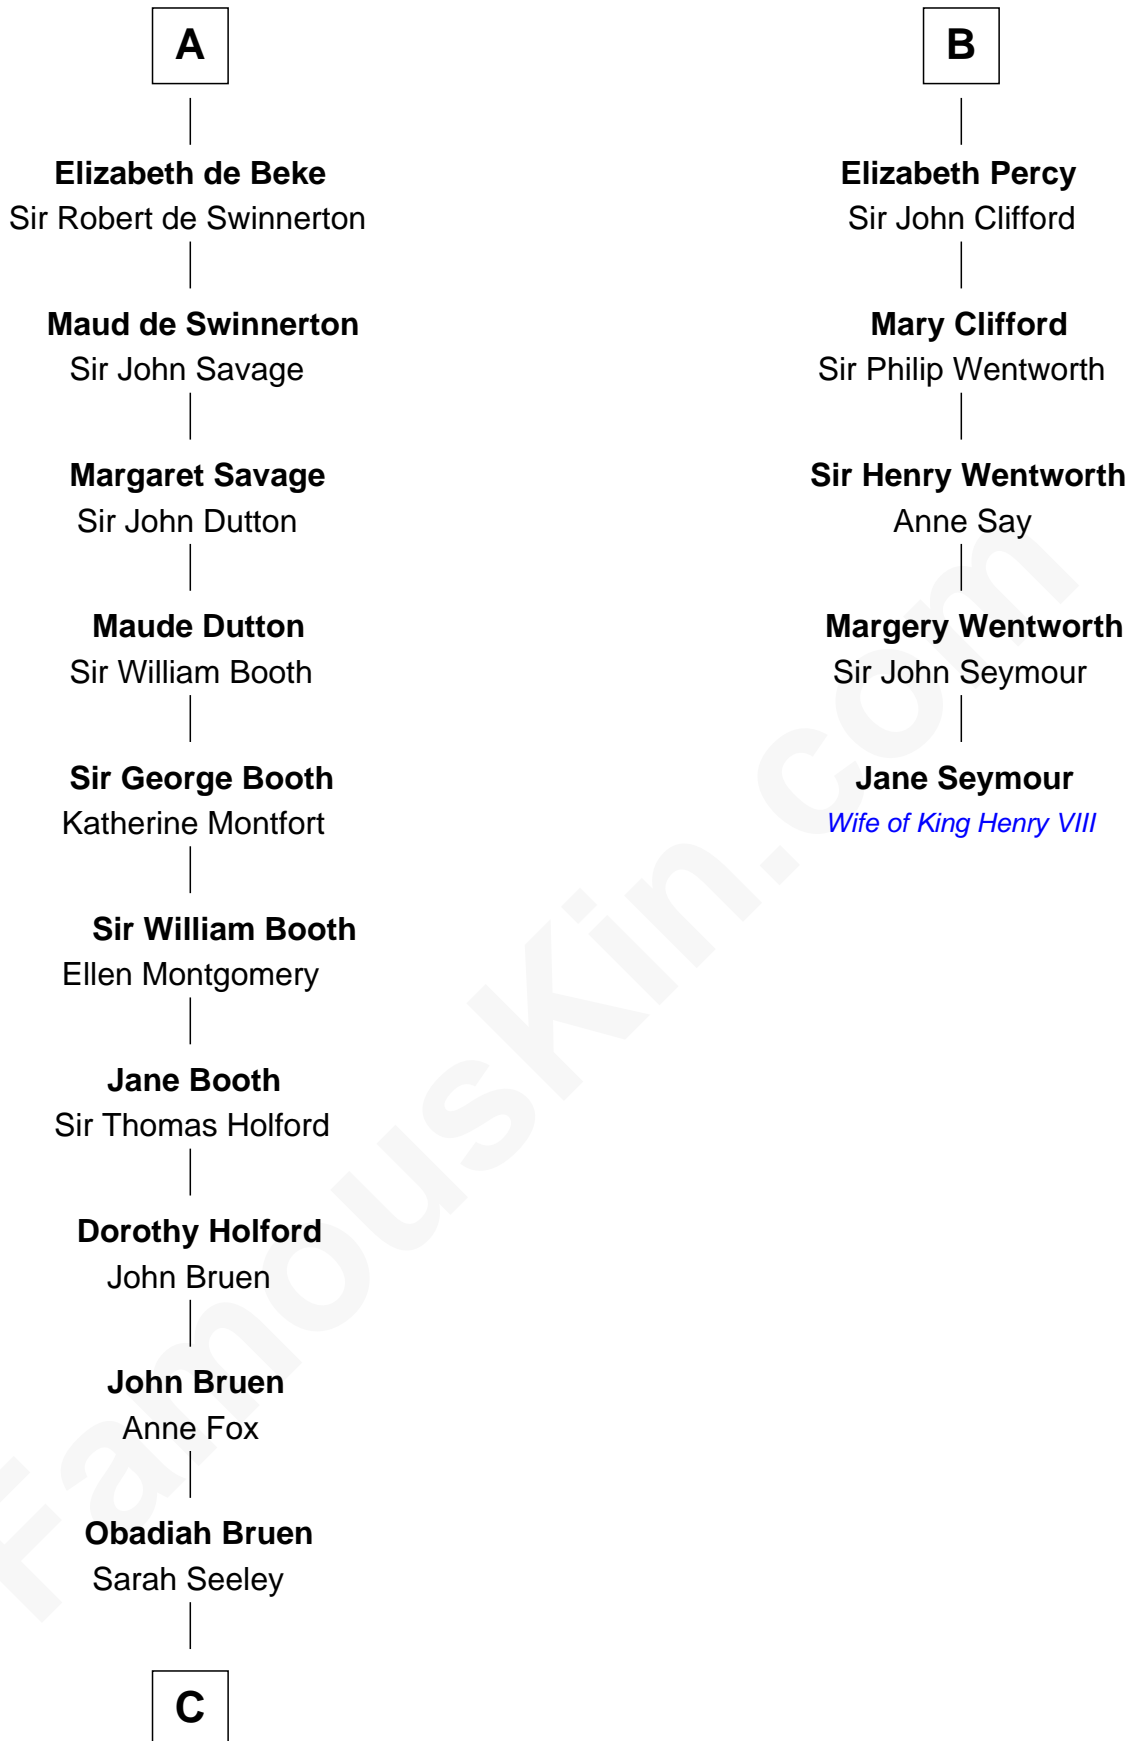 A
Elizabeth de Beke
Sir Robert de Swinnerton
Maud de Swinnerton
Sir John Savage
Margaret Savage
Sir John Dutton
Maude Dutton
Sir William Booth
Sir George Booth
Katherine Montfort
Sir William Booth
Ellen Montgomery
Jane Booth
Sir Thomas Holford
Dorothy Holford
John Bruen
John Bruen
Anne Fox
Obadiah Bruen
Sarah Seeley
C
B
Elizabeth Percy
Sir John Clifford
Mary Clifford
Sir Philip Wentworth
Sir Henry Wentworth
Anne Say
Margery Wentworth
Sir John Seymour
Jane Seymour
Wife of King Henry VIII
FamousKin.com